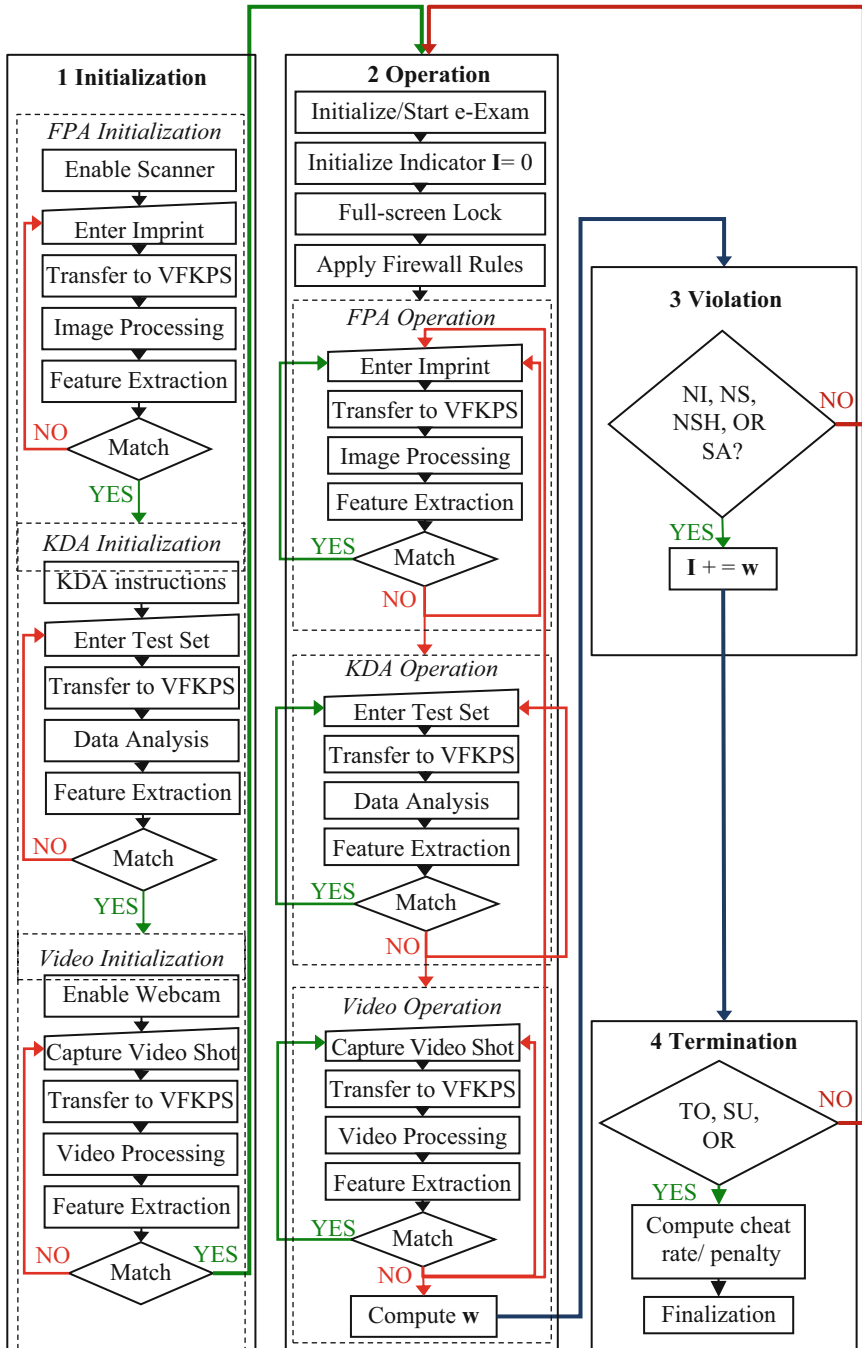 1 Initialization
FPA Initialization
Enable Scanner
Enter Imprint
Transfer to VFKPS
Image Processing
Feature Extraction
NO
Match
YES
KDA Initialization
KDA instructions
Enter Test Set
Transfer to VFKPS
Data Analysis
Feature Extraction
NO
Match
YES
Video Initialization
Enable Webcam
Capture Video Shot
Transfer to VFKPS
Video Processing
Feature Extraction
NO
YES
Match
2 Operation
Initialize/Start e-Exam
Initialize Indicator I= 0
Full-screen Lock
Apply Firewall Rules
FPA Operation
Enter Imprint
Transfer to VFKPS
Image Processing
Feature Extraction
YES
Match
NO
KDA Operation
Enter Test Set
Transfer to VFKPS
Data Analysis
Feature Extraction
YES
Match
NO
Video Operation
Capture Video Shot
Transfer to VFKPS
Video Processing
Feature Extraction
YES
Match
NO
Compute w
3 Violation
NI, NS,
NSH, OR
SA?
NO
YES
I + = w
4 Termination
TO, SU,
OR
NO
YES
Compute cheat
rate/ penalty
Finalization